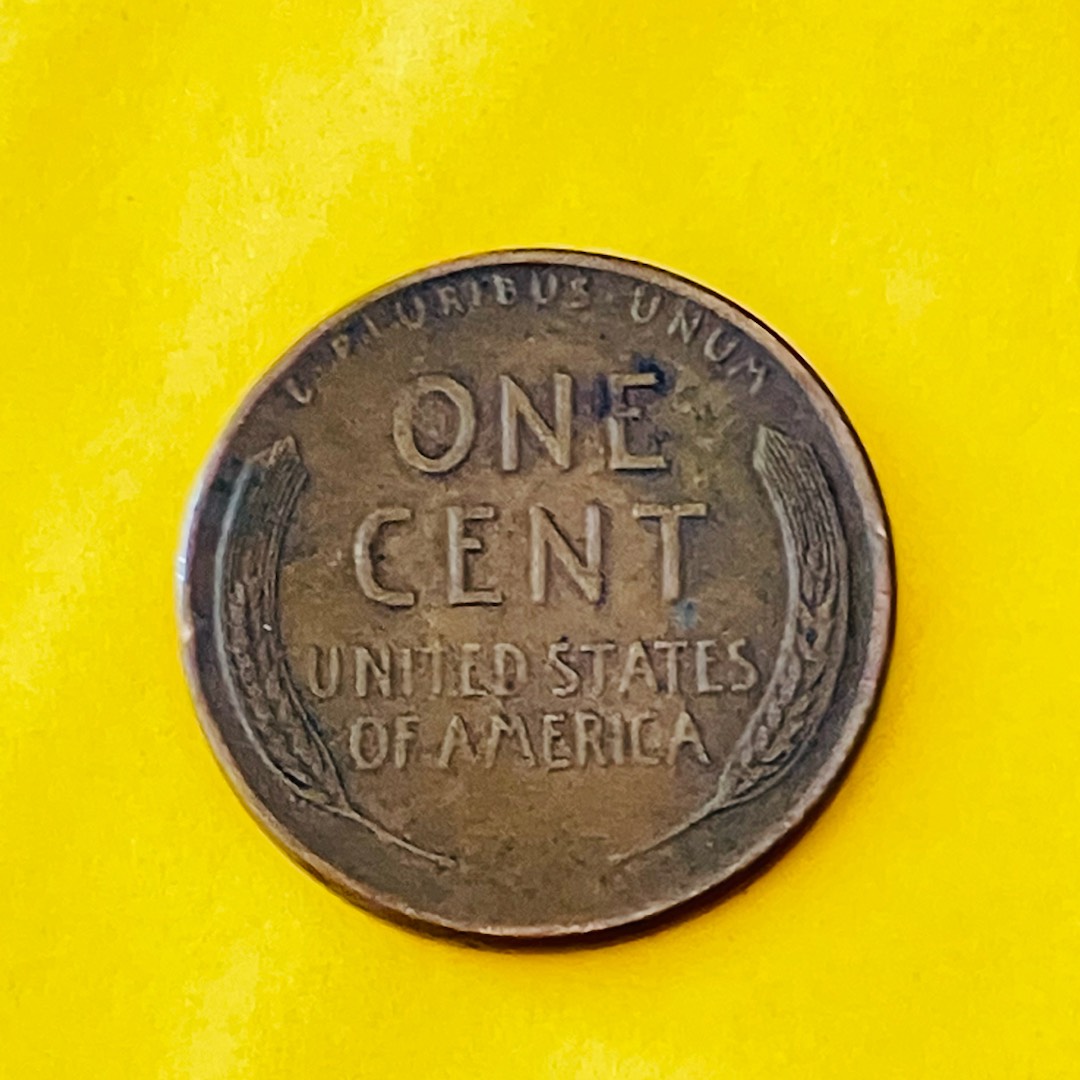 E · PLURIBUS · UNUM
ONE
CENT
UNITED STATES
OF AMERICA